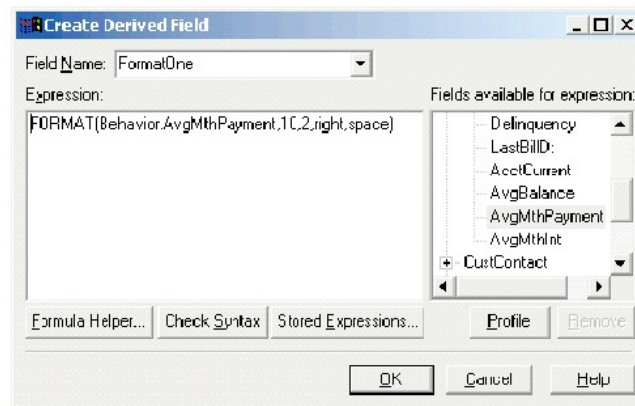 Create Derived Field
Field Name: FormatOne
Expression:
Fields available for expression:
FORMAT(Behavior.AvgMthPayment,10,2,right,space)
Delinquency
LastBillD:
AcctCurrent
AvgBalance
AvgMthPayment
AvgMthInt
CustContact
Formula Helper...
Check Syntax
Stored Expressions...
Profile
Remove
OK
Cancel
Help